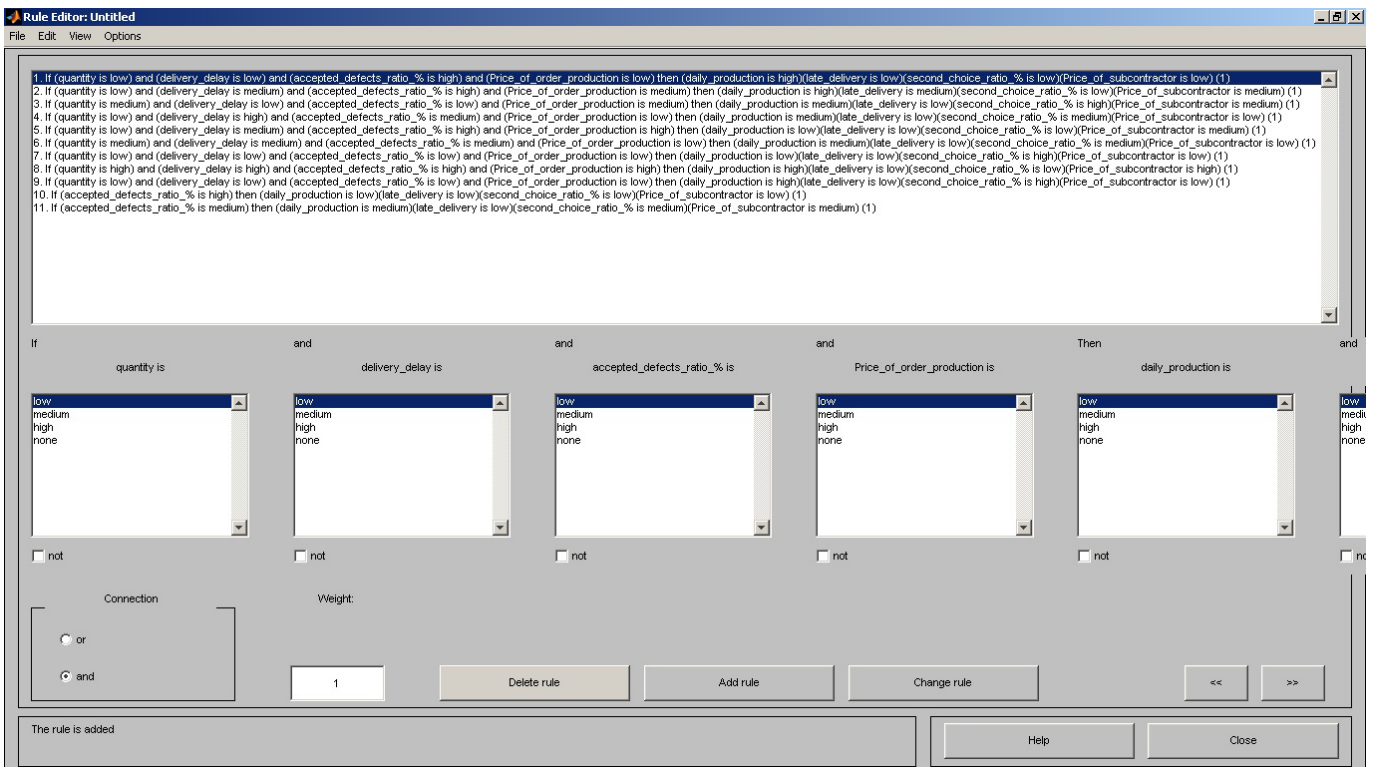 Rule Editor: Untitled
File Edit View Options
1. If (quantity is low) and (delivery_delay is low) and (accepted_defects_ratio_% is high) and (Price_of_order_production is low) then (daily_production is high)(late_delivery is low)(second_choice_ratio_% is low)(Price_of_subcontractor is low) (1)
2. If (quantity is low) and (delivery_delay is medium) and (accepted_defects_ratio_% is high) and (Price_of_order_production is medium) then (daily_production is high)(late_delivery is medium)(second_choice_ratio_% is low)(Price_of_subcontractor is medium) (1)
3. If (quantity is medium) and (delivery_delay is low) and (accepted_defects_ratio_% is low) and (Price_of_order_production is medium) then (daily_production is medium)(late_delivery is low)(second_choice_ratio_% is high)(Price_of_subcontractor is medium) (1)
4. If (quantity is low) and (delivery_delay is high) and (accepted_defects_ratio_% is medium) and (Price_of_order_production is low) then (daily_production is medium)(late_delivery is low)(second_choice_ratio_% is medium)(Price_of_subcontractor is low) (1)
5. If (quantity is low) and (delivery_delay is medium) and (accepted_defects_ratio_% is high) and (Price_of_order_production is high) then (daily_production is low)(late_delivery is low)(second_choice_ratio_% is low)(Price_of_subcontractor is medium) (1)
6. If (quantity is medium) and (delivery_delay is medium) and (accepted_defects_ratio_% is medium) and (Price_of_order_production is low) then (daily_production is medium)(late_delivery is low)(second_choice_ratio_% is medium)(Price_of_subcontractor is low) (1)
7. If (quantity is low) and (delivery_delay is low) and (accepted_defects_ratio_% is low) and (Price_of_order_production is low) then (daily_production is low)(late_delivery is low)(second_choice_ratio_% is high)(Price_of_subcontractor is low) (1)
8. If (quantity is high) and (delivery_delay is high) and (accepted_defects_ratio_% is high) and (Price_of_order_production is high) then (daily_production is high)(late_delivery is low)(second_choice_ratio_% is low)(Price_of_subcontractor is high) (1)
9. If (quantity is low) and (delivery_delay is low) and (accepted_defects_ratio_% is low) and (Price_of_order_production is low) then (daily_production is high)(late_delivery is low)(second_choice_ratio_% is high)(Price_of_subcontractor is low) (1)
10. If (accepted_defects_ratio_% is high) then (daily_production is low)(late_delivery is low)(second_choice_ratio_% is low)(Price_of_subcontractor is low) (1)
11. If (accepted_defects_ratio_% is medium) then (daily_production is medium)(late_delivery is low)(second_choice_ratio_% is medium)(Price_of_subcontractor is medium) (1)
If and and and Then and
quantity is delivery_delay is accepted_defects_ratio_% is Price_of_order_production is daily_production is
low low low low low low
medium medium medium medium medium
high high high high high high
none none none none none none
not not not not not
Connection Weight:
or
and 1 Delete rule Add rule Change rule << >>
The rule is added Help Close